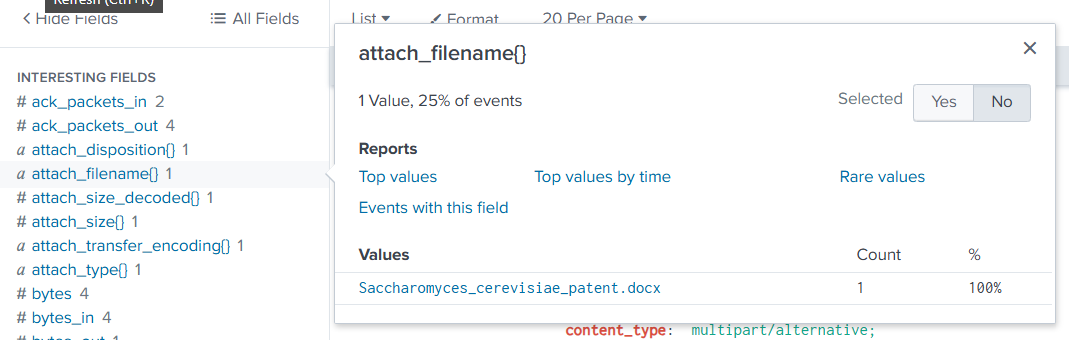 Refresh (Ctrl+R)
Hide Fields
All Fields
List
Format
20 Per Page
INTERESTING FIELDS
# ack_packets_in 2
# ack_packets_out 4
a attach_disposition{} 1
a attach_filename{} 1
# attach_size_decoded{} 1
# attach_size{} 1
a attach_transfer_encoding{} 1
a attach_type{} 1
# bytes 4
# bytes_in 4
# bytes_out 1
attach_filename{}
1 Value, 25% of events
Selected Yes No
Reports
Top values Top values by time Rare values
Events with this field
Values Count %
Saccharomyces_cerevisiae_patent.docx 1 100%
content_type: multipart/alternative;